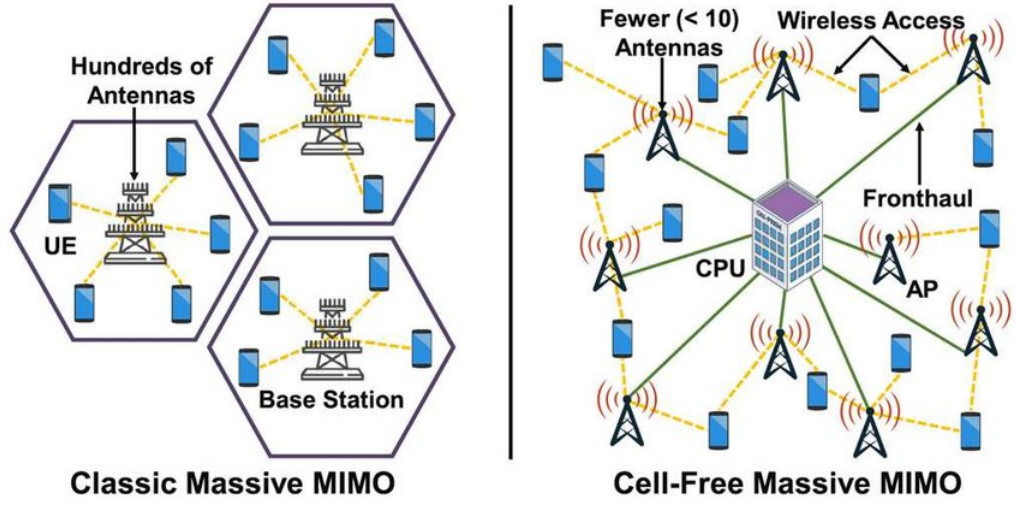 Hundreds of
Antennas
UE
Base Station
Classic Massive MIMO
Fewer (< 10)
Antennas
Wireless Access
Fronthaul
CPU
AP
Cell-Free Massive MIMO